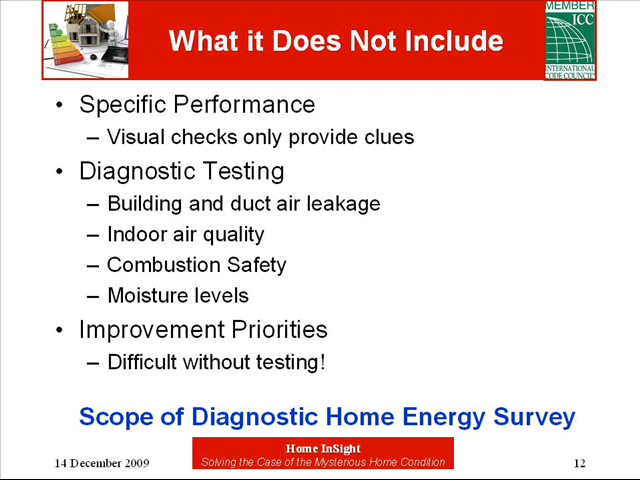 What it Does Not Include
MEMBER
ICC
INTERNATIONAL
CODE COUNCIL
• Specific Performance
– Visual checks only provide clues
• Diagnostic Testing
– Building and duct air leakage
– Indoor air quality
– Combustion Safety
– Moisture levels
• Improvement Priorities
– Difficult without testing!
Scope of Diagnostic Home Energy Survey
14 December 2009
Home InSight
Solving the Case of the Mysterious Home Condition
12